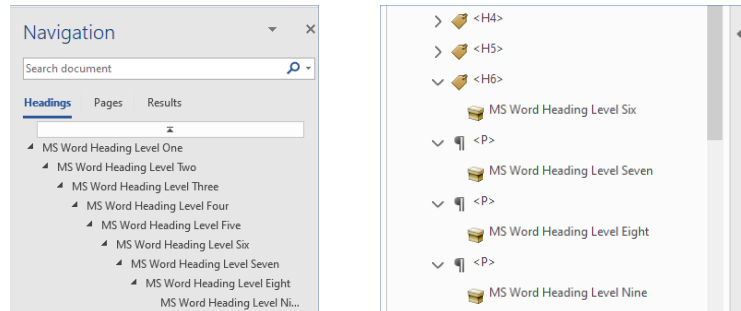 Navigation
Search document
Headings Pages Results
MS Word Heading Level One
MS Word Heading Level Two
MS Word Heading Level Three
MS Word Heading Level Four
MS Word Heading Level Five
MS Word Heading Level Six
MS Word Heading Level Seven
MS Word Heading Level Eight
MS Word Heading Level Ni...
<H4>
<H5>
<H6>
MS Word Heading Level Six
<P>
MS Word Heading Level Seven
<P>
MS Word Heading Level Eight
<P>
MS Word Heading Level Nine